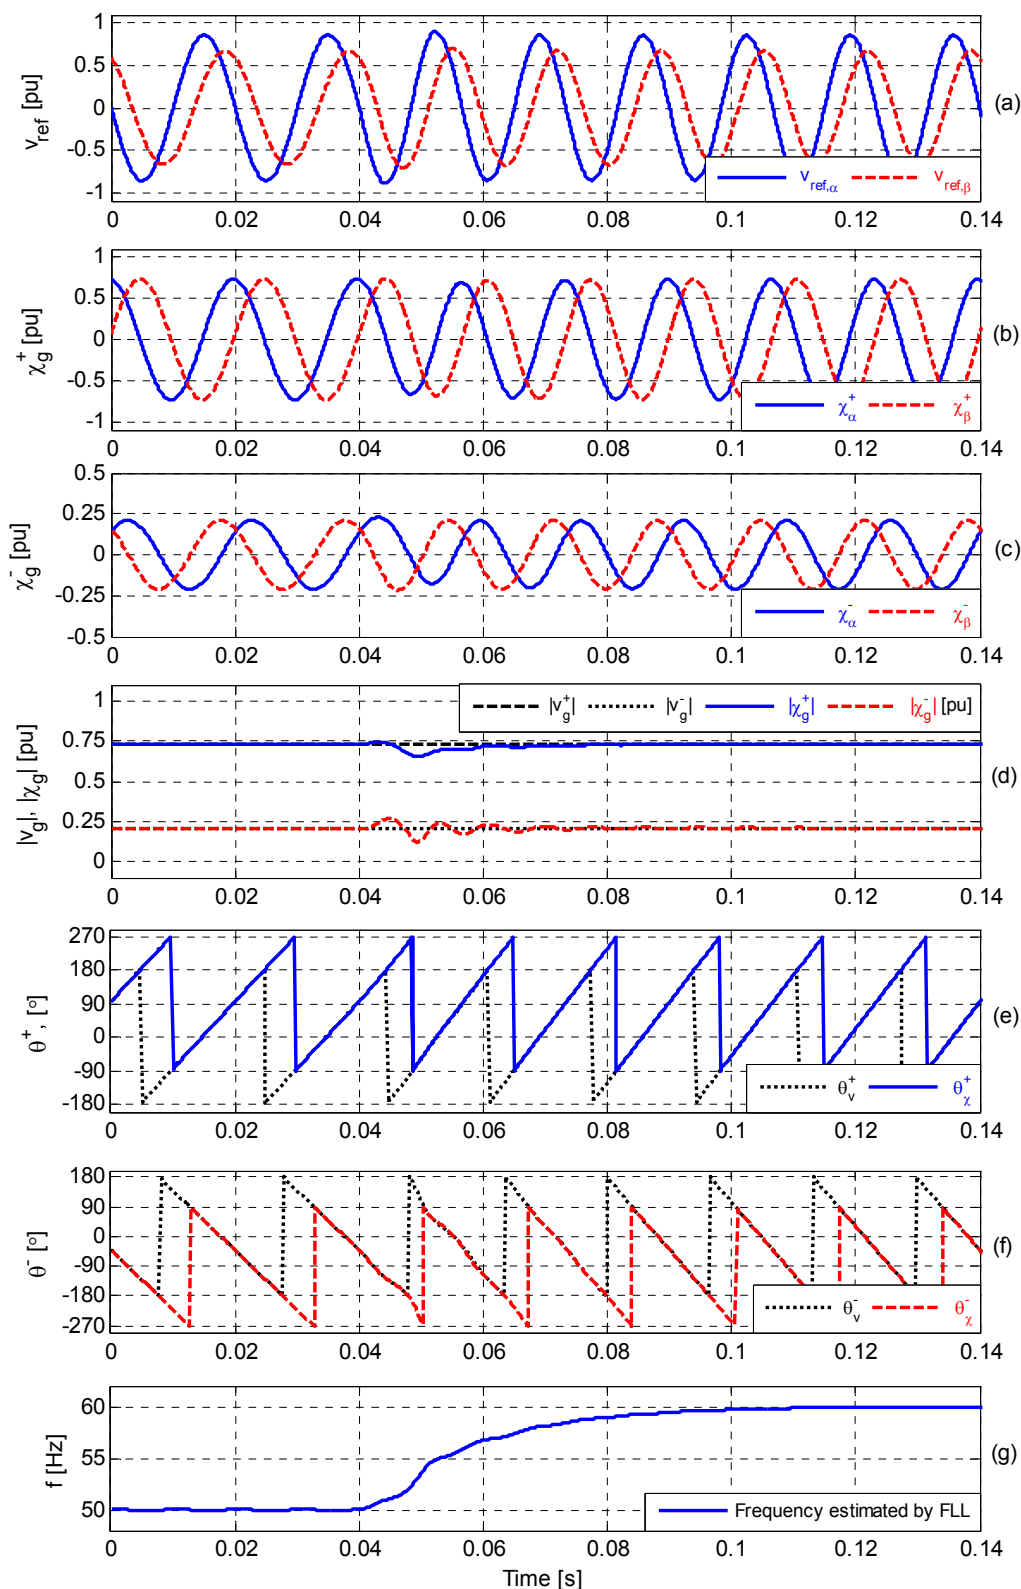 1
0.5
0
-0.5
-1
v_ref [pu]
v_ref,α v_ref,β
(a)
0 0.02 0.04 0.06 0.08 0.1 0.12 0.14
1
0.5
0
-0.5
-1
χ_g^+ [pu]
χ_α^+ χ_β^+
(b)
0 0.02 0.04 0.06 0.08 0.1 0.12 0.14
0.5
0.25
0
-0.25
-0.5
χ_g^- [pu]
χ_α^- χ_β^-
(c)
0 0.02 0.04 0.06 0.08 0.1 0.12 0.14
1
0.75
0.5
0.25
0
|v_g|, |χ_g| [pu]
|v_g^+| |v_g^-| |χ_g^+| |χ_g^-| [pu]
(d)
0 0.02 0.04 0.06 0.08 0.1 0.12 0.14
270
180
90
0
-90
-180
θ^+, [°]
θ_v^+ θ_χ^+
(e)
0 0.02 0.04 0.06 0.08 0.1 0.12 0.14
180
90
0
-90
-180
-270
θ^- [°]
θ_v^- θ_χ^-
(f)
0 0.02 0.04 0.06 0.08 0.1 0.12 0.14
60
55
50
f [Hz]
Frequency estimated by FLL
(g)
0 0.02 0.04 0.06 0.08 0.1 0.12 0.14
Time [s]